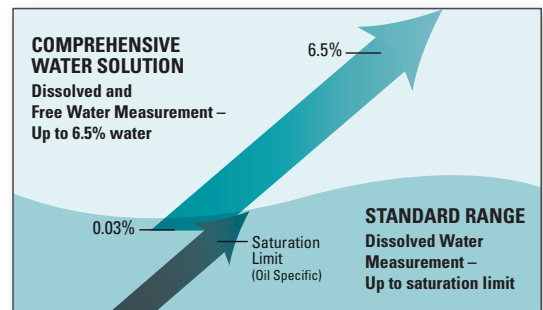 COMPREHENSIVE
WATER SOLUTION
Dissolved and
Free Water Measurement –
Up to 6.5% water
6.5%
0.03%
Saturation
Limit
(Oil Specific)
STANDARD RANGE
Dissolved Water
Measurement –
Up to saturation limit